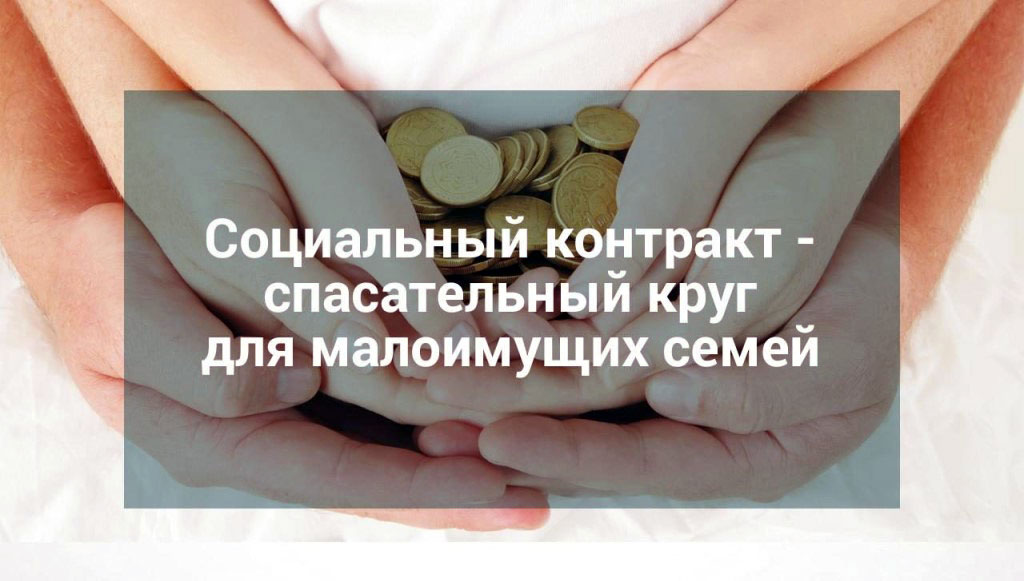 Социальный контракт -
спасательный круг
для малоимущих семей